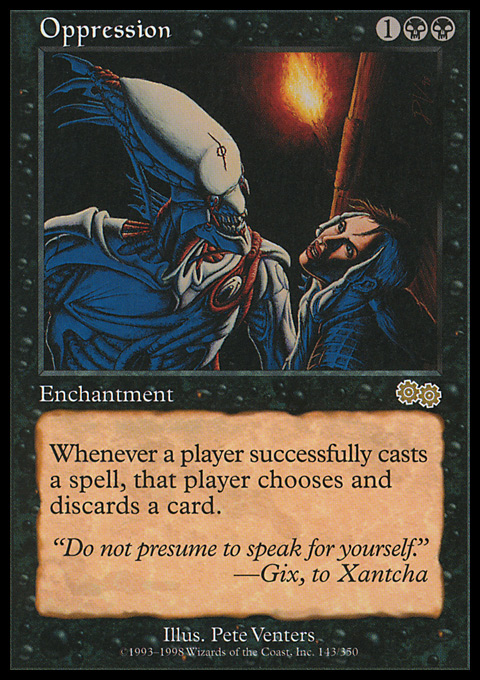 Oppression 1
Enchantment
Whenever a player successfully casts
a spell, that player chooses and
discards a card.
“Do not presume to speak for yourself.”
—Gix, to Xantcha
Illus. Pete Venters
©1993–1998 Wizards of the Coast, Inc. 143/350